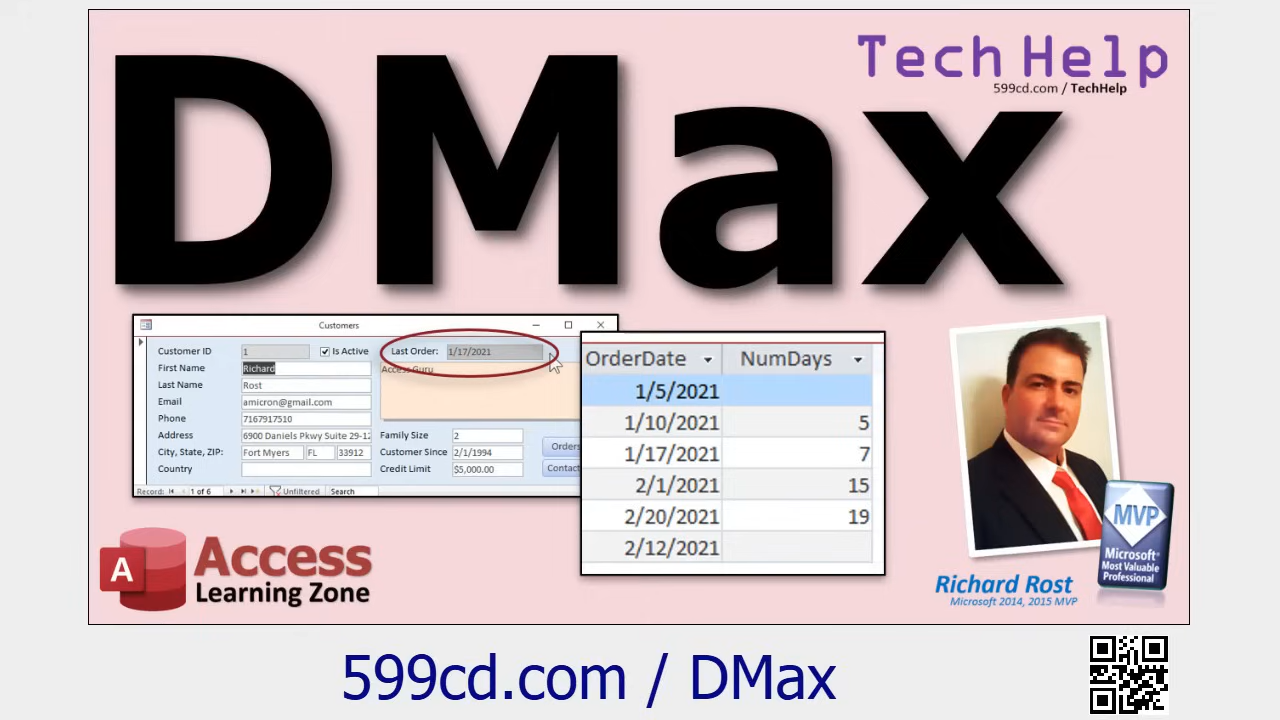 DMax
Tech Help
599cd.com / TechHelp
Customers
Customer ID 1 Is Active Last Order: 1/17/2021
First Name Richard Access Guru
Last Name Rost
Email amicron@gmail.com
Phone 7167917510
Address 6900 Daniels Pkwy Suite 29-12 Family Size 2 Orders
City, State, ZIP: Fort Myers FL 33912 Customer Since 2/1/1994
Country Credit Limit $5,000.00 Contact
Record: 1 of 6 Unfiltered Search
OrderDate NumDays
1/5/2021
1/10/2021 5
1/17/2021 7
2/1/2021 15
2/20/2021 19
2/12/2021
A
Access
Learning Zone
MVP
Microsoft®
Most Valuable
Professional
Richard Rost
Microsoft 2014, 2015 MVP
599cd.com / DMax